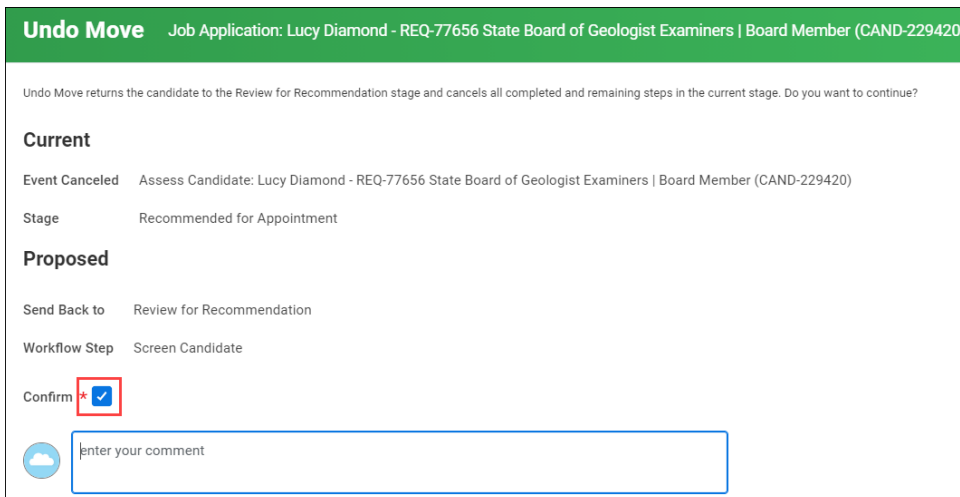 Undo Move Job Application: Lucy Diamond - REQ-77656 State Board of Geologist Examiners | Board Member (CAND-229420
Undo Move returns the candidate to the Review for Recommendation stage and cancels all completed and remaining steps in the current stage. Do you want to continue?
Current
Event Canceled Assess Candidate: Lucy Diamond - REQ-77656 State Board of Geologist Examiners | Board Member (CAND-229420)
Stage Recommended for Appointment
Proposed
Send Back to Review for Recommendation
Workflow Step Screen Candidate
Confirm *
enter your comment